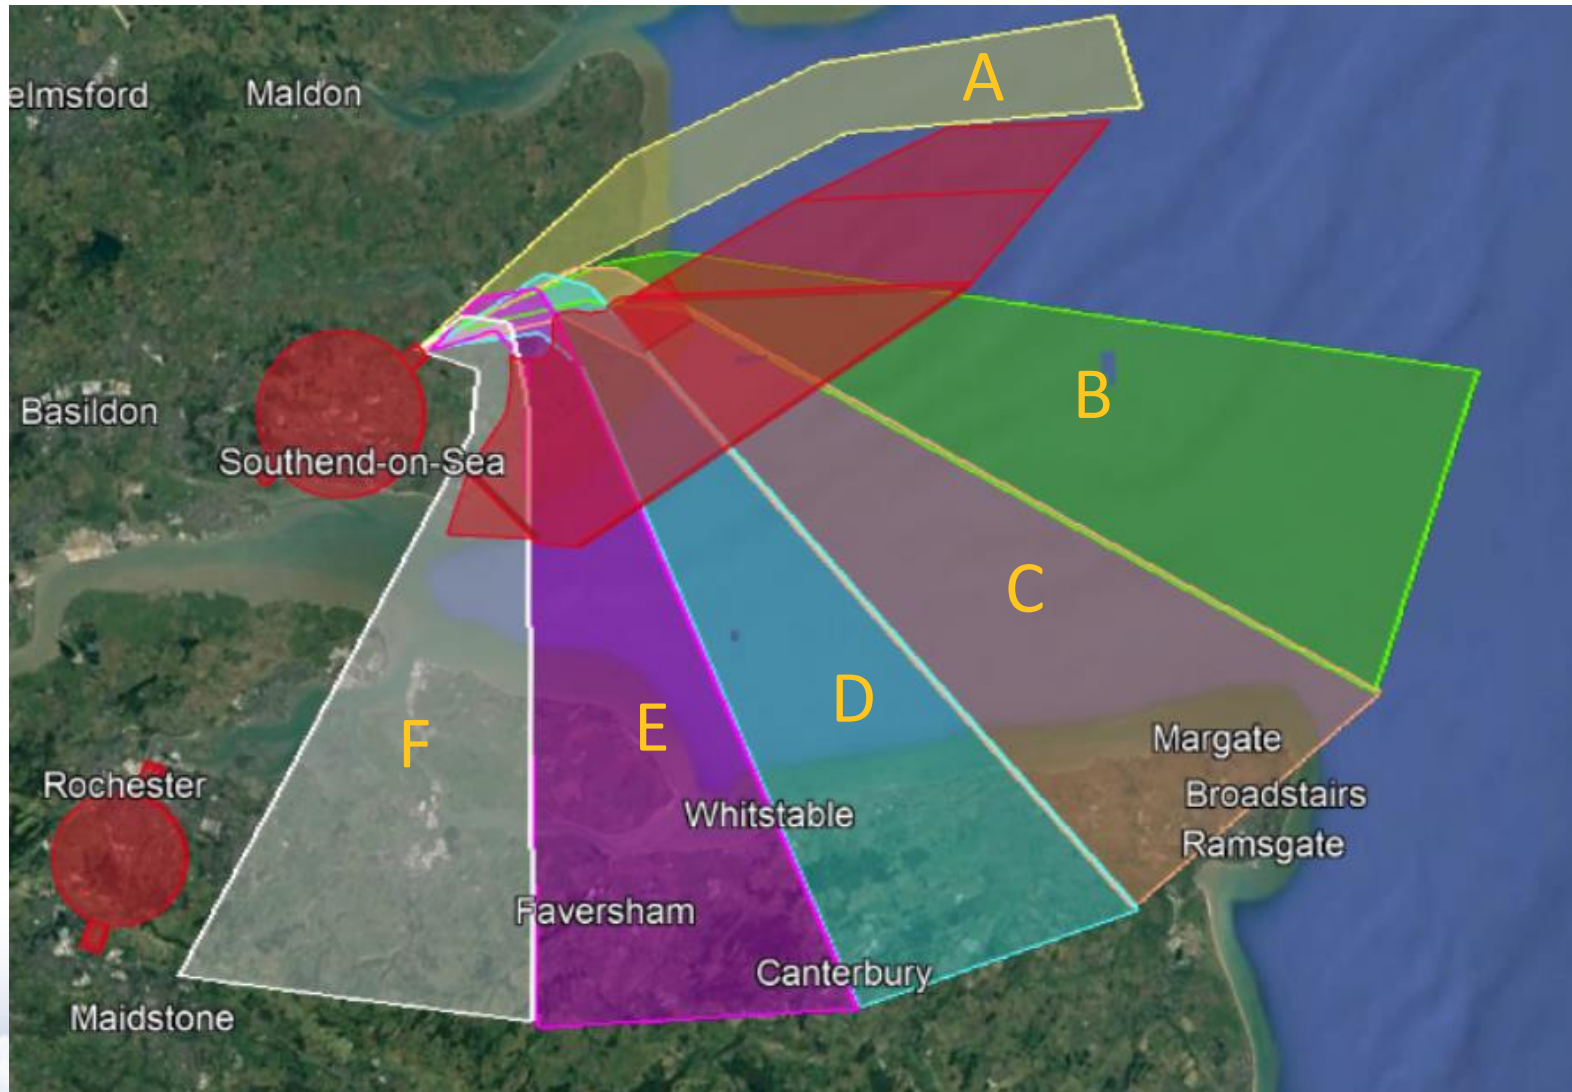 A
elmsford
Maldon
B
Basildon
Southend-on-Sea
C
D
E
F
Margate
Rochester
Broadstairs
Whitstable
Ramsgate
Faversham
Canterbury
Maidstone